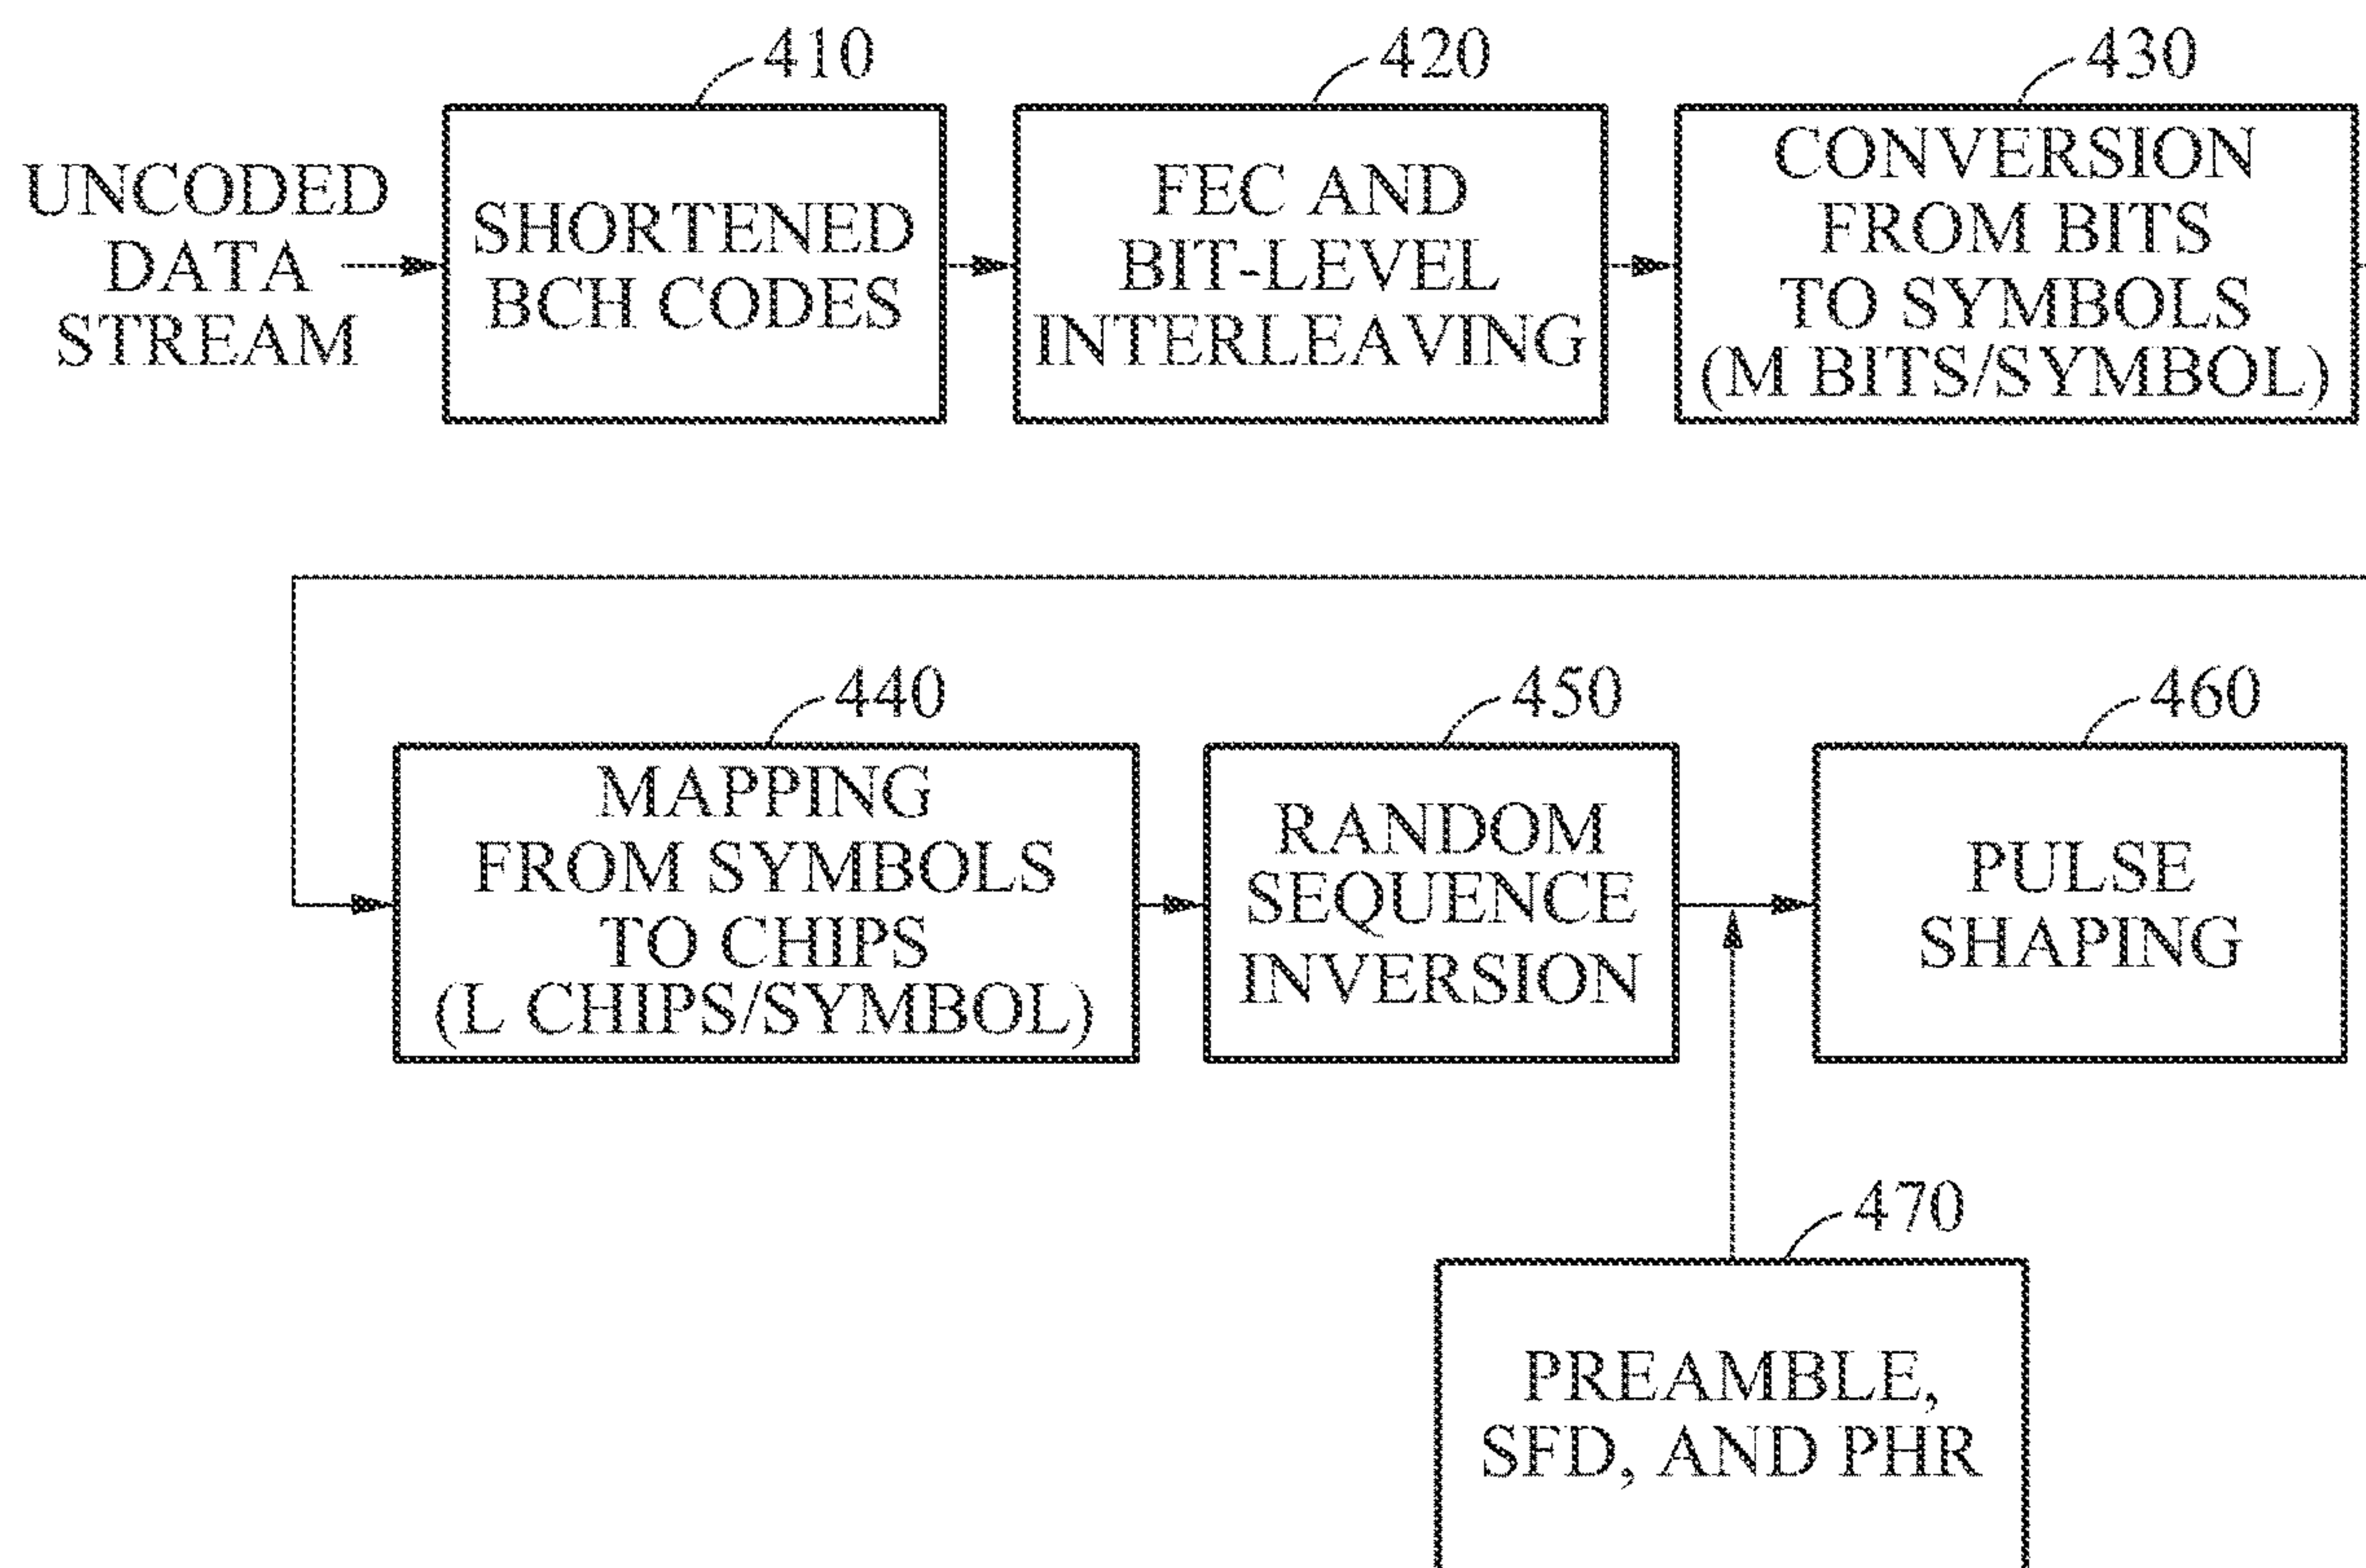 410
420
430
UNCODED
DATA
STREAM
SHORTENED
BCH CODES
FEC AND
BIT-LEVEL
INTERLEAVING
CONVERSION
FROM BITS
TO SYMBOLS
(M BITS/SYMBOL)
440
450
460
MAPPING
FROM SYMBOLS
TO CHIPS
(L CHIPS/SYMBOL)
RANDOM
SEQUENCE
INVERSION
PULSE
SHAPING
470
PREAMBLE,
SFD, AND PHR